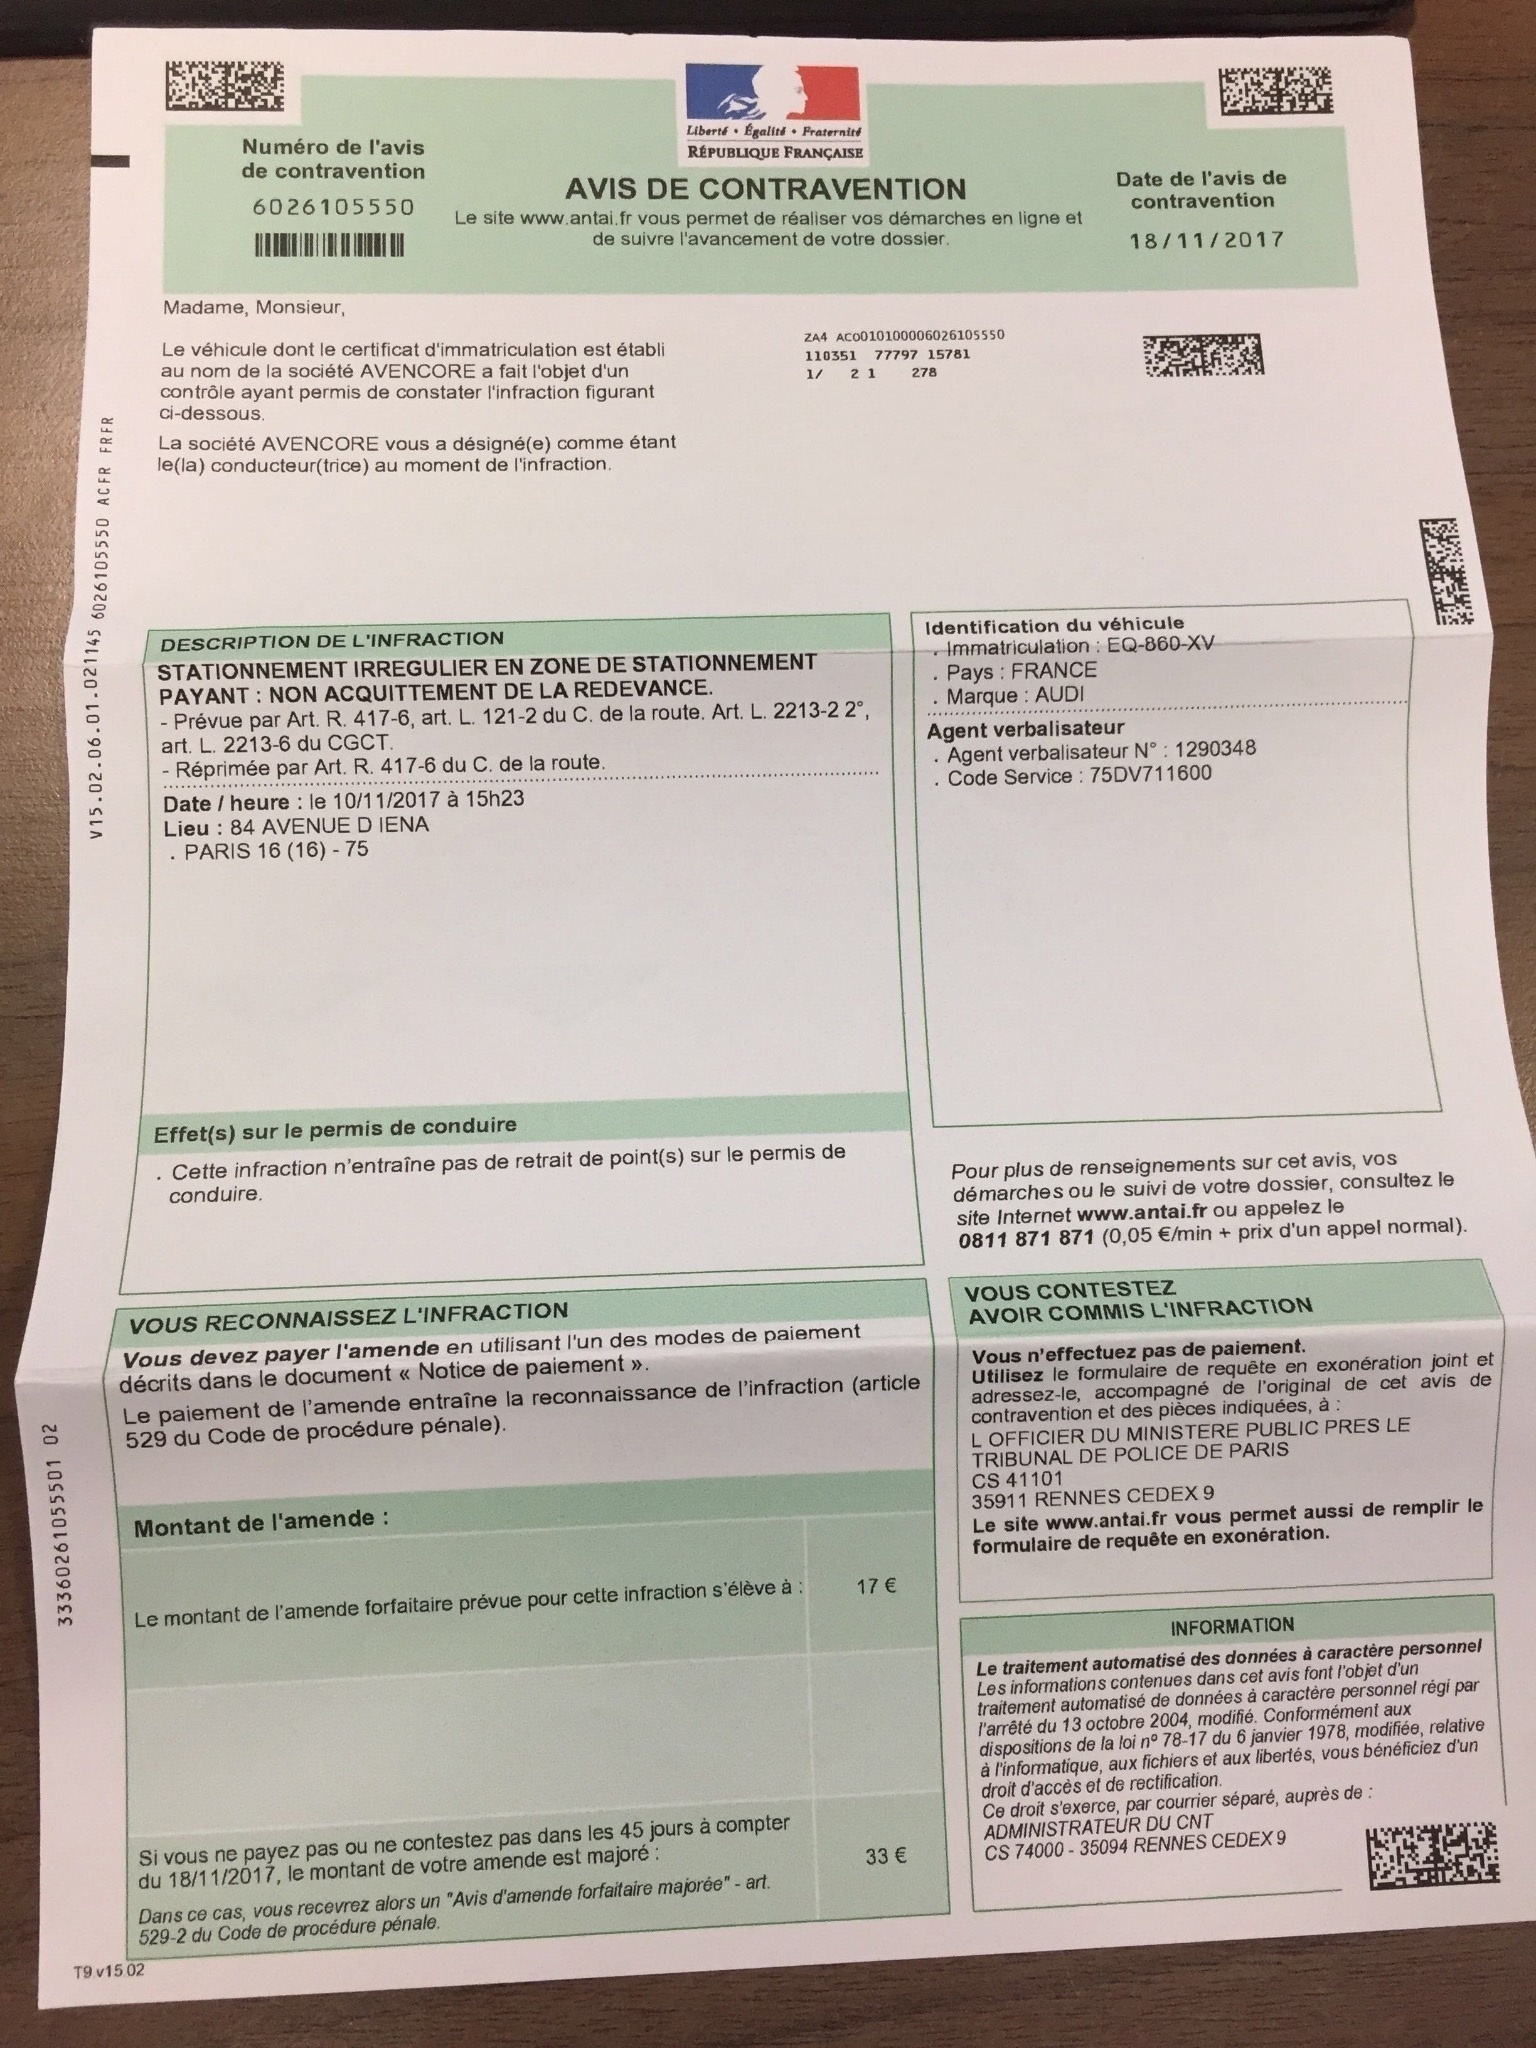 Liberté • Égalité • Fraternité
RÉPUBLIQUE FRANÇAISE
Numéro de l'avis
de contravention
6026105550
AVIS DE CONTRAVENTION
Le site www.antai.fr vous permet de réaliser vos démarches en ligne et
de suivre l'avancement de votre dossier.
Date de l'avis de
contravention
18/11/2017
Madame, Monsieur,
Le véhicule dont le certificat d'immatriculation est établi
au nom de la société AVENCORE a fait l'objet d'un
contrôle ayant permis de constater l'infraction figurant
ci-dessous.
La société AVENCORE vous a désigné(e) comme étant
le(la) conducteur(trice) au moment de l'infraction.
ZA4 ACO010100006026105550
110351 77797 15781
1/ 2 1 278
V15.02.06.01.021145 6026105550 ACFR FRFR
DESCRIPTION DE L'INFRACTION
STATIONNEMENT IRREGULIER EN ZONE DE STATIONNEMENT
PAYANT : NON ACQUITTEMENT DE LA REDEVANCE.
- Prévue par Art. R. 417-6, art. L. 121-2 du C. de la route. Art. L. 2213-2 2°,
art. L. 2213-6 du CGCT.
- Réprimée par Art. R. 417-6 du C. de la route.
Date / heure : le 10/11/2017 à 15h23
Lieu : 84 AVENUE D IENA
. PARIS 16 (16) - 75
Identification du véhicule
. Immatriculation : EQ-860-XV
. Pays : FRANCE
. Marque : AUDI
Agent verbalisateur
. Agent verbalisateur N° : 1290348
. Code Service : 75DV711600
Effet(s) sur le permis de conduire
. Cette infraction n'entraîne pas de retrait de point(s) sur le permis de
conduire.
Pour plus de renseignements sur cet avis, vos
démarches ou le suivi de votre dossier, consultez le
site Internet www.antai.fr ou appelez le
0811 871 871 (0,05 €/min + prix d'un appel normal).
VOUS RECONNAISSEZ L'INFRACTION
Vous devez payer l'amende en utilisant l'un des modes de paiement
décrits dans le document « Notice de paiement ».
Le paiement de l'amende entraîne la reconnaissance de l'infraction (article
529 du Code de procédure pénale).
Montant de l'amende :
Le montant de l'amende forfaitaire prévue pour cette infraction s'élève à :
17 €
Si vous ne payez pas ou ne contestez pas dans les 45 jours à compter
du 18/11/2017, le montant de votre amende est majoré :
33 €
Dans ce cas, vous recevrez alors un "Avis d'amende forfaitaire majorée" - art.
529-2 du Code de procédure pénale.
VOUS CONTESTEZ
AVOIR COMMIS L'INFRACTION
Vous n'effectuez pas de paiement.
Utilisez le formulaire de requête en exonération joint et
adressez-le, accompagné de l'original de cet avis de
contravention et des pièces indiquées, à :
L OFFICIER DU MINISTERE PUBLIC PRES LE
TRIBUNAL DE POLICE DE PARIS
CS 41101
35911 RENNES CEDEX 9
Le site www.antai.fr vous permet aussi de remplir le
formulaire de requête en exonération.
INFORMATION
Le traitement automatisé des données à caractère personnel
Les informations contenues dans cet avis font l'objet d'un
traitement automatisé de données à caractère personnel régi par
l'arrêté du 13 octobre 2004, modifié. Conformément aux
dispositions de la loi nº 78-17 du 6 janvier 1978, modifiée, relative
à l'informatique, aux fichiers et aux libertés, vous bénéficiez d'un
droit d'accès et de rectification.
Ce droit s'exerce, par courrier séparé, auprès de :
ADMINISTRATEUR DU CNT
CS 74000 - 35094 RENNES CEDEX 9
33360261055501 02
T9 v15 02